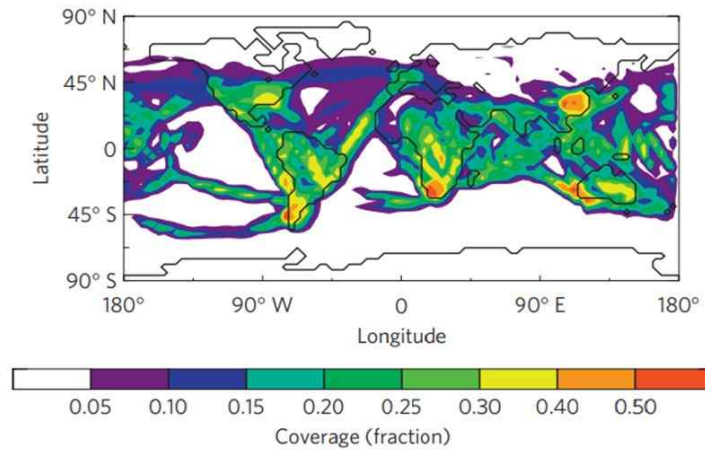 90° N
45° N
0
45° S
90° S
Latitude
180° 90° W 0 90° E 180°
Longitude
0.05 0.10 0.15 0.20 0.25 0.30 0.40 0.50
Coverage (fraction)